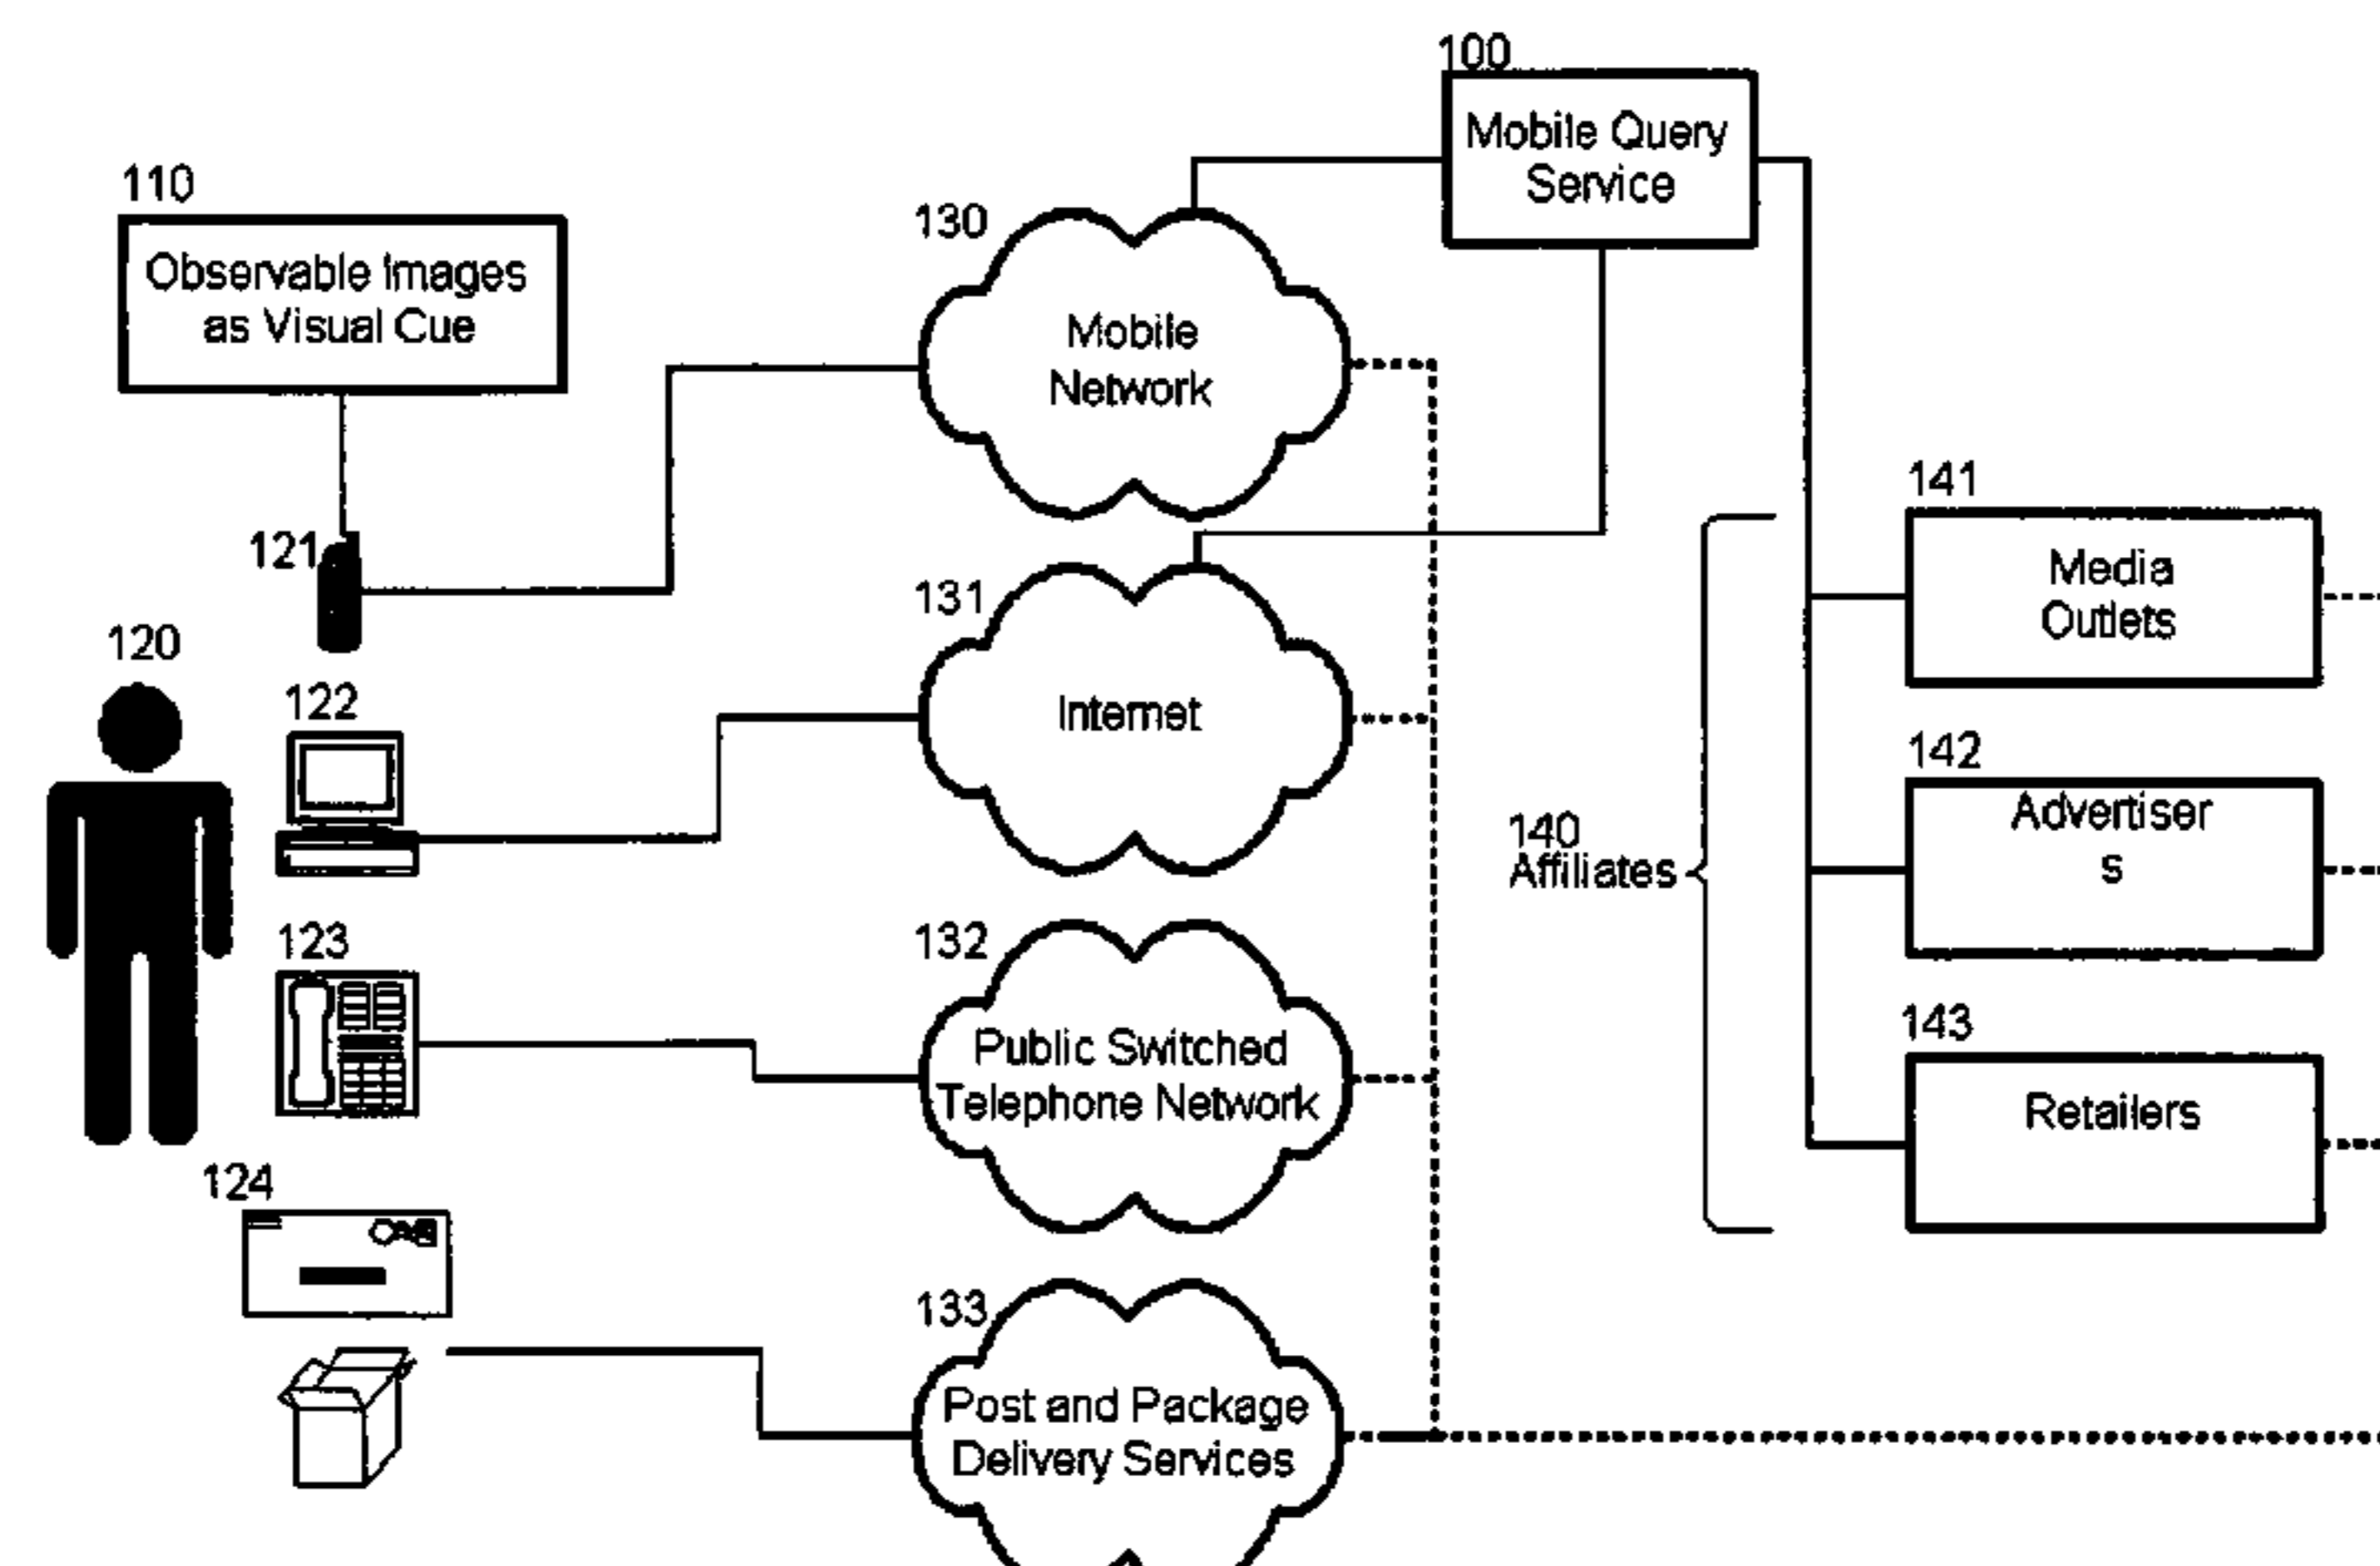 100
Mobile Query
Service
110
Observable Images
as Visual Cue
130
Mobile
Network
121
131
Internet
120
122
141
Media
Outlets
142
Advertiser
s
140
Affiliates
123
132
Public Switched
Telephone Network
143
Retailers
124
133
Post and Package
Delivery Services